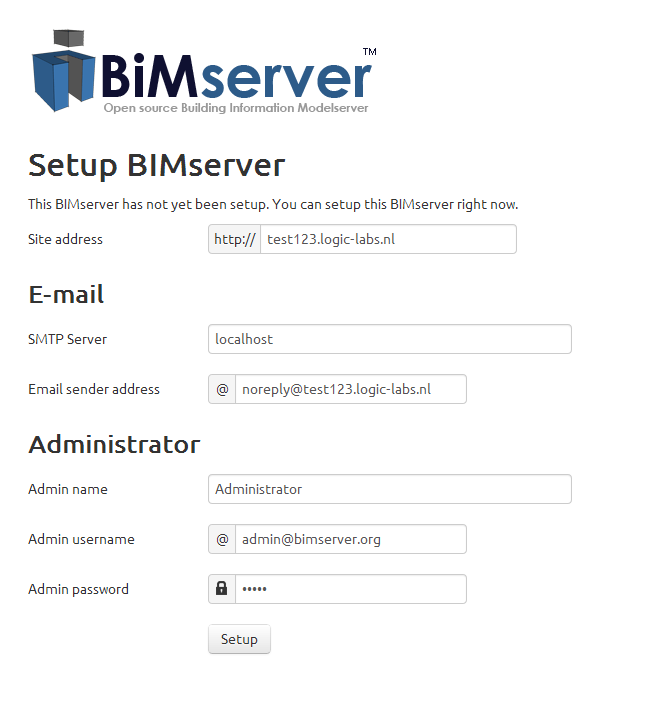 BiMserver™
Open source Building Information Modelserver
Setup BIMserver
This BIMserver has not yet been setup. You can setup this BIMserver right now.
Site address http:// test123.logic-labs.nl
E-mail
SMTP Server localhost
Email sender address @ noreply@test123.logic-labs.nl
Administrator
Admin name Administrator
Admin username @ admin@bimserver.org
Admin password •••••
Setup